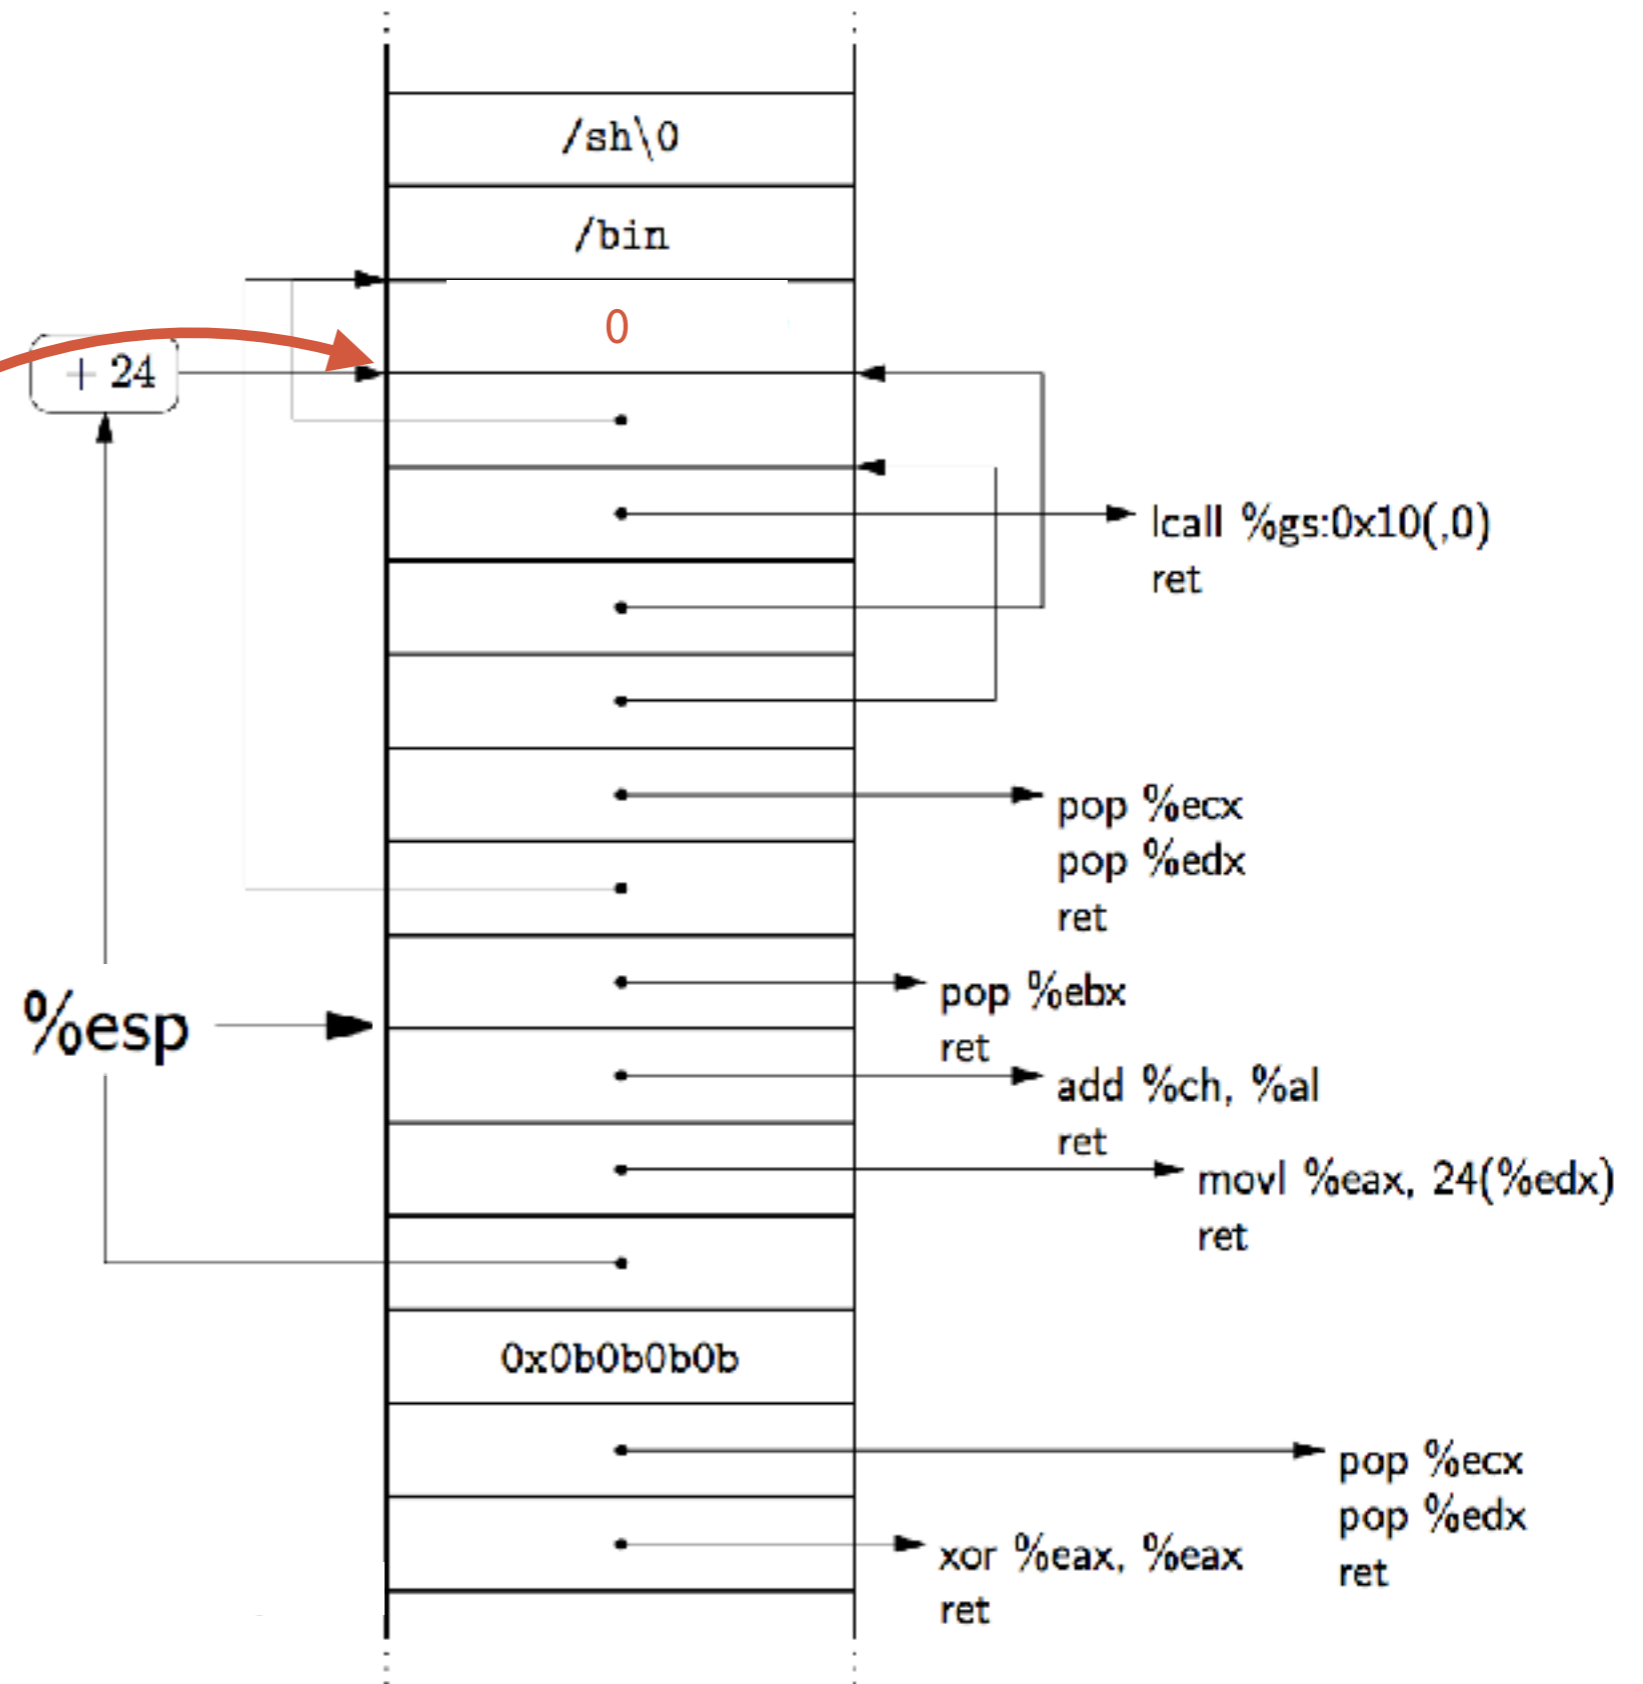 /sh\0
/bin
0
+ 24
lcall %gs:0x10(,0)
ret
pop %ecx
pop %edx
ret
%esp
pop %ebx
ret
add %ch, %al
ret
movl %eax, 24(%edx)
ret
0x0b0b0b0b
pop %ecx
pop %edx
ret
xor %eax, %eax
ret